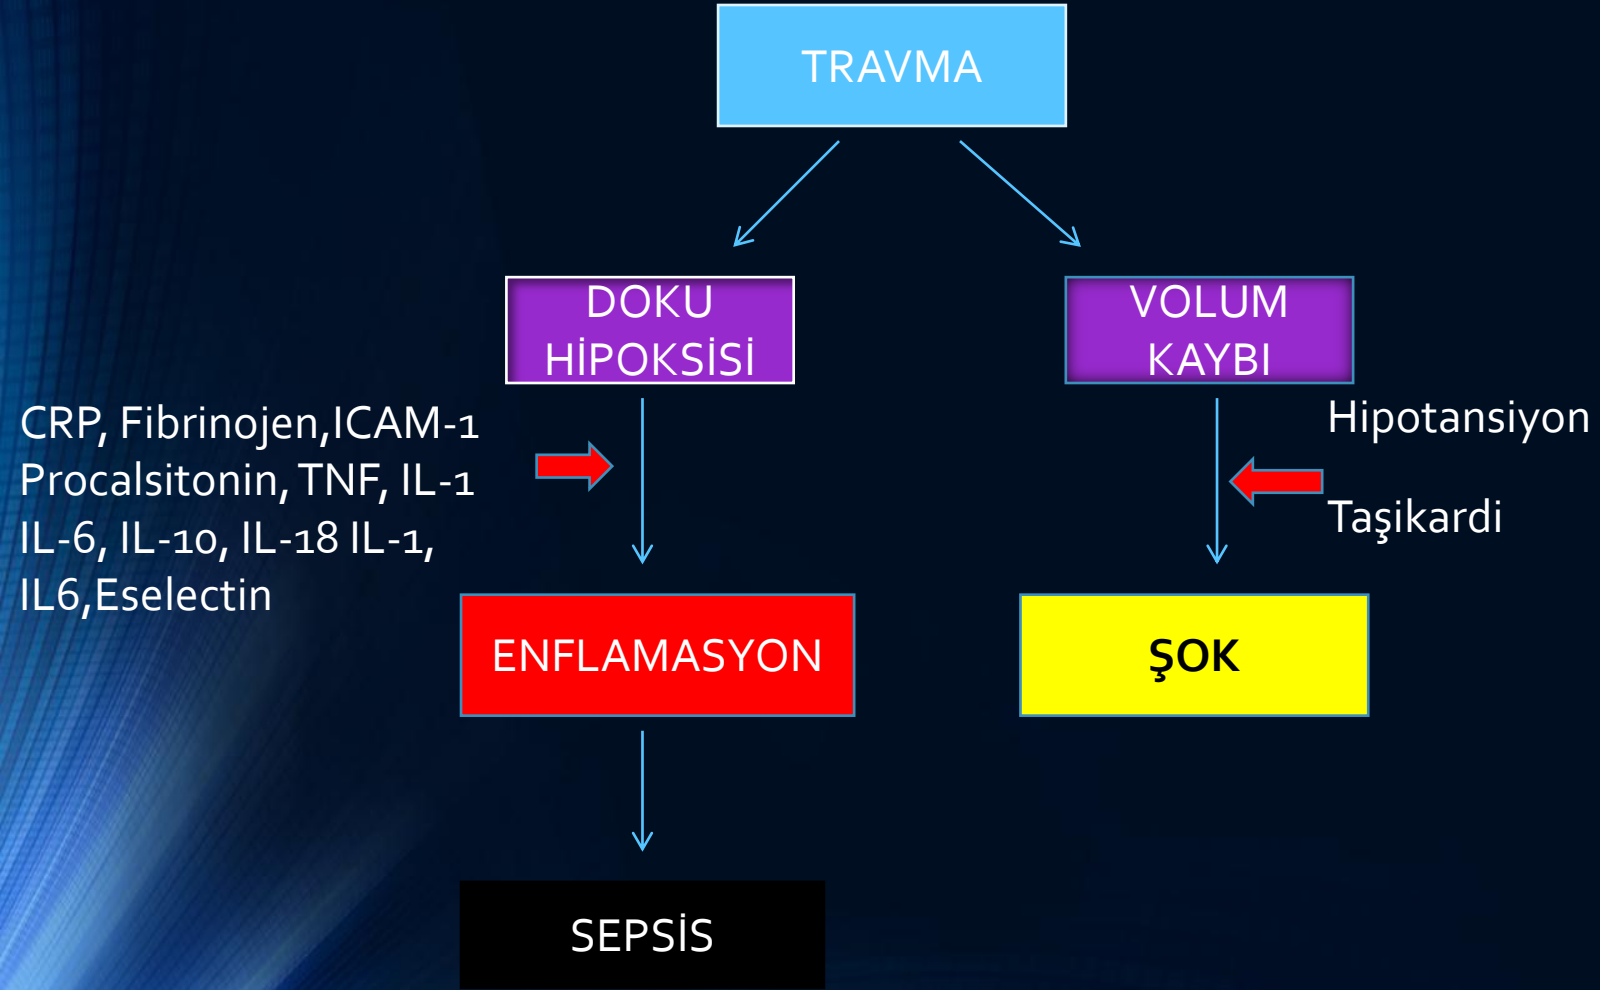 TRAVMA
DOKU
HİPOKSİSİ
VOLUM
KAYBI
CRP, Fibrinojen,ICAM-1
Procalsitonin, TNF, IL-1
IL-6, IL-10, IL-18 IL-1,
IL6,Eselectin
Hipotansiyon
Taşikardi
ENFLAMASYON
ŞOK
SEPSİS